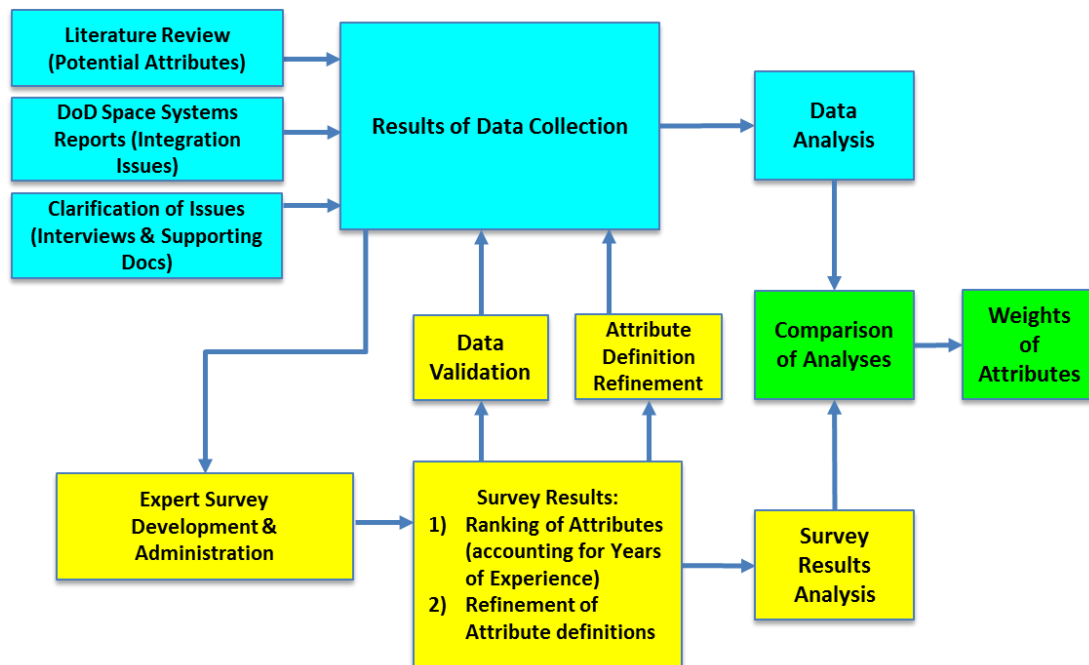 Literature Review
(Potential Attributes)
DoD Space Systems
Reports (Integration
Issues)
Clarification of Issues
(Interviews & Supporting
Docs)
Results of Data Collection
Data
Analysis
Data
Validation
Attribute
Definition
Refinement
Comparison
of Analyses
Weights
of
Attributes
Expert Survey
Development &
Administration
Survey Results:
1) Ranking of Attributes
(accounting for Years
of Experience)
2) Refinement of
Attribute definitions
Survey
Results
Analysis